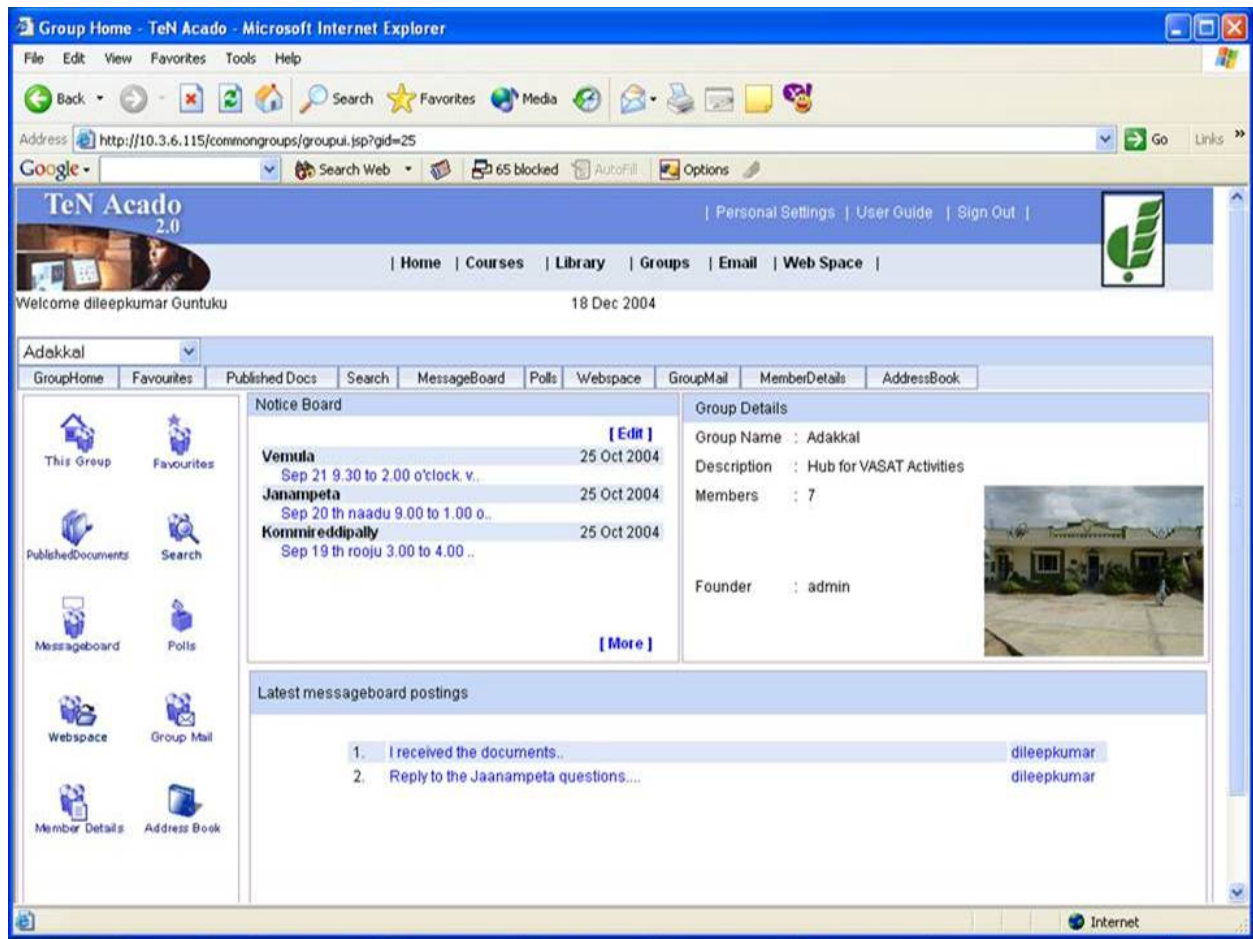 Group Home - TeN Acado - Microsoft Internet Explorer
File Edit View Favorites Tools Help
Back Search Favorites Media
Address http://10.3.6.115/commongroups/groupui.jsp?gid=25 Go Links »
Google Search Web 65 blocked AutoFill Options
TeN Acado
2.0
| Personal Settings | User Guide | Sign Out |
| Home | Courses | Library | Groups | Email | Web Space |
Welcome dileepkumar Guntuku 18 Dec 2004
Adakkal
GroupHome Favourites Published Docs Search MessageBoard Polls Webspace GroupMail MemberDetails AddressBook
This Group Favourites
PublishedDocuments Search
Messageboard Polls
Webspace Group Mail
Member Details Address Book
Notice Board
[ Edit ]
Vemula 25 Oct 2004
Sep 21 9.30 to 2.00 o'clock. v..
Janampeta 25 Oct 2004
Sep 20 th naadu 9.00 to 1.00 o..
Kommireddipally 25 Oct 2004
Sep 19 th rooju 3.00 to 4.00 ..
[ More ]
Group Details
Group Name : Adakkal
Description : Hub for VASAT Activities
Members : 7
Founder : admin
Latest messageboard postings
1. I received the documents.. dileepkumar
2. Reply to the Jaanampeta questions.... dileepkumar
Internet